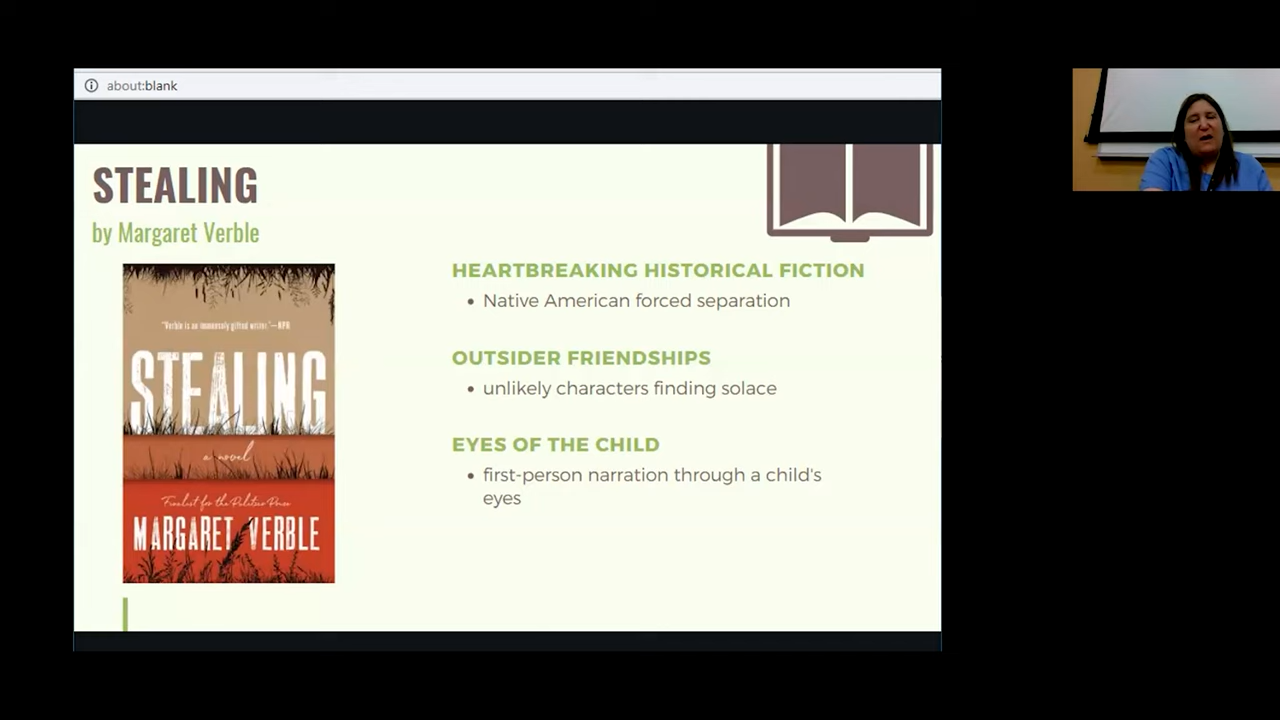 about:blank
STEALING
by Margaret Verble
"Verble is an immensely gifted writer."—NPR
STEALING
a novel
Finalist for the Pulitzer Prize
MARGARET VERBLE
HEARTBREAKING HISTORICAL FICTION
• Native American forced separation
OUTSIDER FRIENDSHIPS
• unlikely characters finding solace
EYES OF THE CHILD
• first-person narration through a child's
eyes